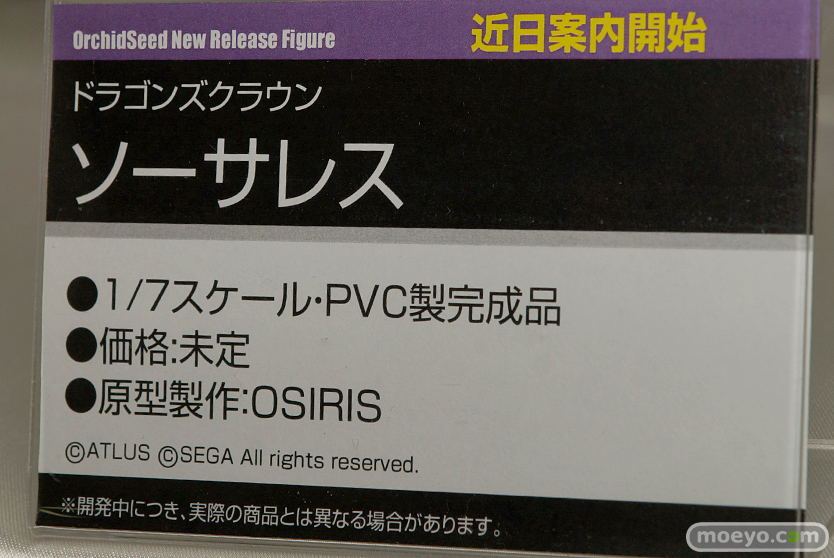 OrchidSeed New Release Figure
近日案内開始
ドラゴンズクラウン
ソーサレス
●1/7スケール・PVC製完成品
●価格:未定
●原型製作:OSIRIS
©ATLUS ©SEGA All rights reserved.
※開発中につき、実際の商品とは異なる場合があります。
moeyo.com